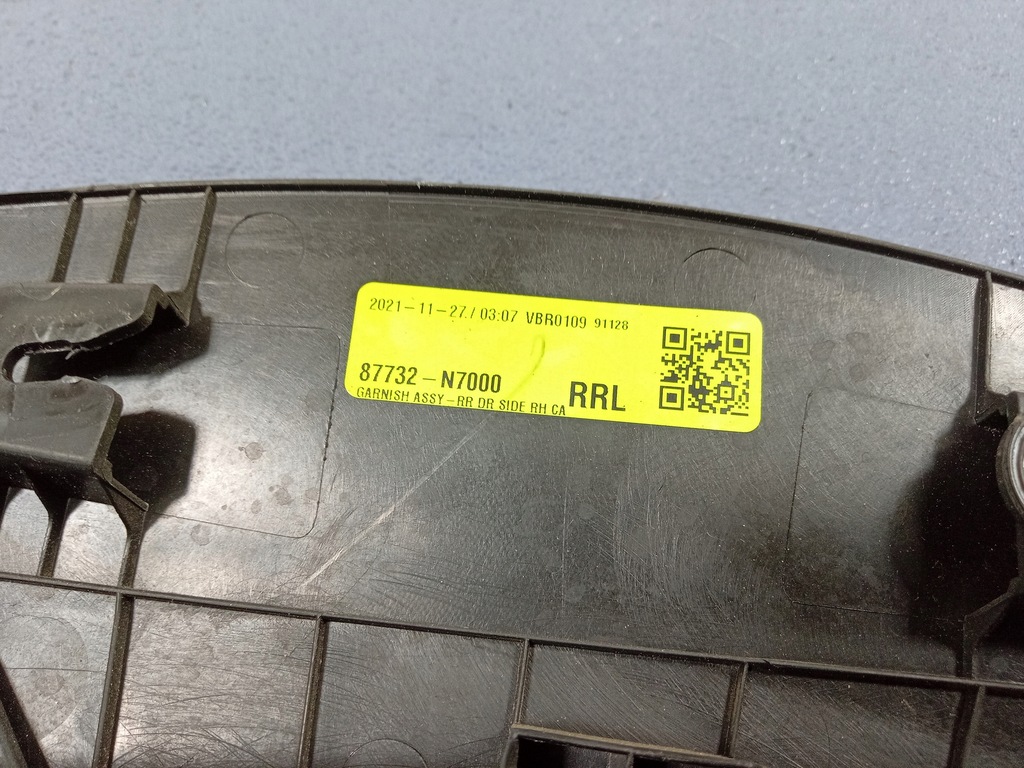 2021-11-27/ 03:07 VBR0109 91128
87732-N7000 RRL
GARNISH ASSY-RR DR SIDE RH CA